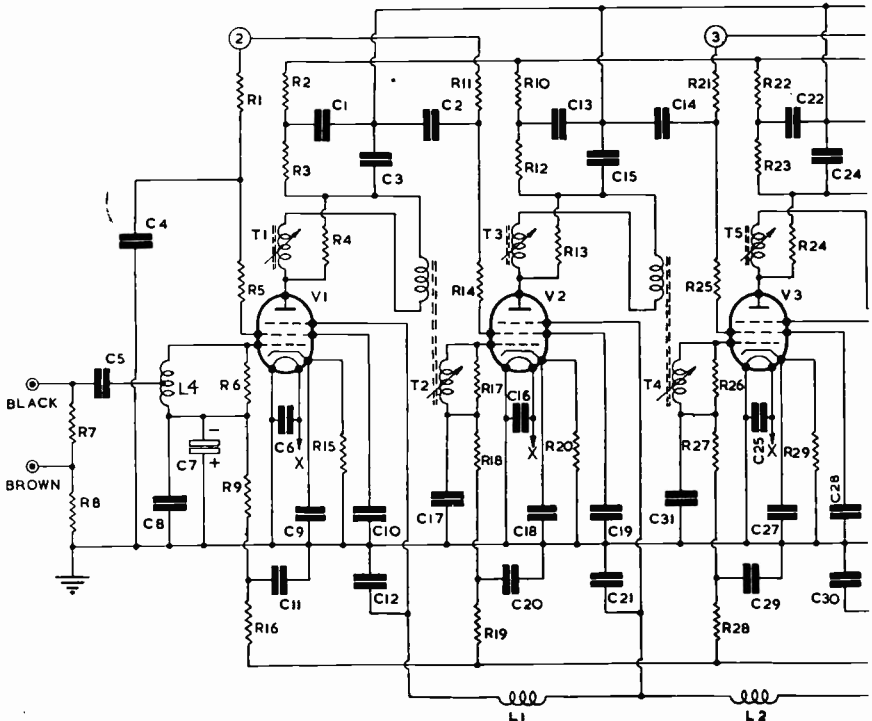 2
3
R1
R2
R11
R10
R21
R22
C1
C2
C13
C14
C22
R3
C3
R12
C15
R23
C24
C4
T1
R4
T3
R13
T5
R24
R5
V1
R14
V2
R25
V3
C5
L4
R6
T2
R17
C16
T4
R26
BLACK
R7
C7
-
+
C6
R15
X
R18
X
R20
R27
C25
X
R29
BROWN
R8
C8
R9
C9
C10
C17
C18
C19
C31
C27
C28
C11
C12
C20
C21
C29
C30
R16
R19
R28
L1
L2